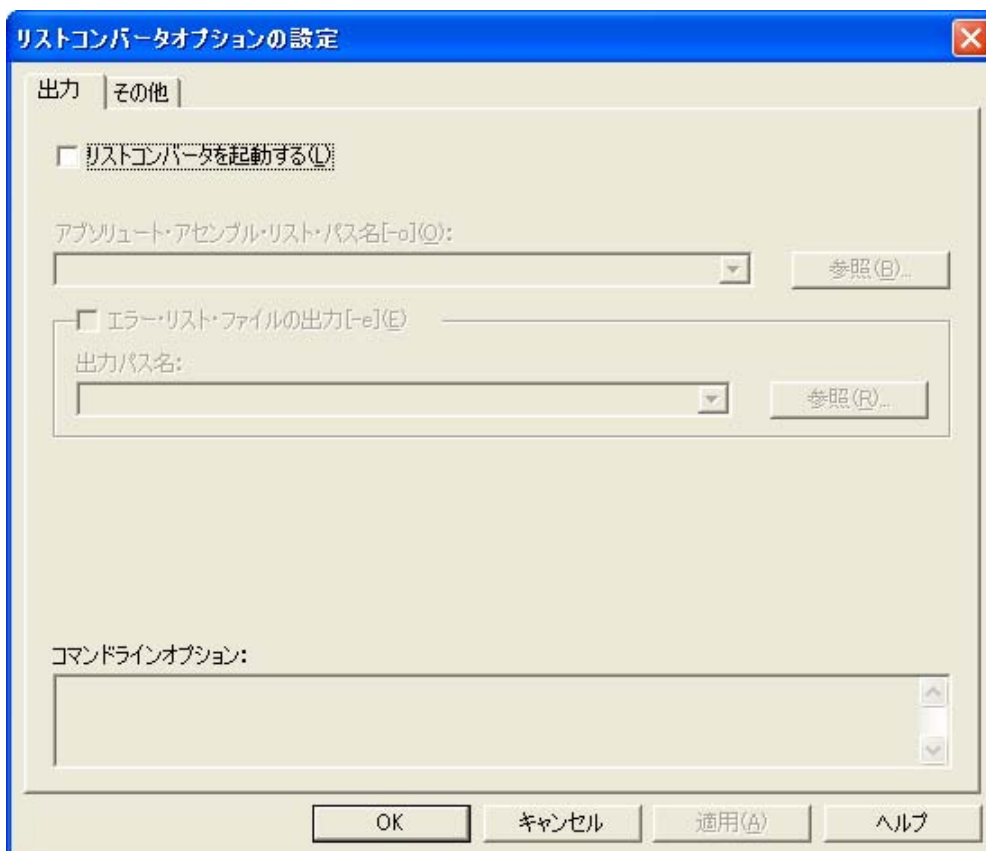 リストコンバータオプションの設定
出力 その他
リストコンバータを起動する(L)
アブソリュート・アセンブル・リスト・パス名[-o](O):
参照(B)...
エラー・リスト・ファイルの出力[-e](E)
出力パス名:
参照(R)...
コマンドラインオプション:
OK キャンセル 適用(A) ヘルプ